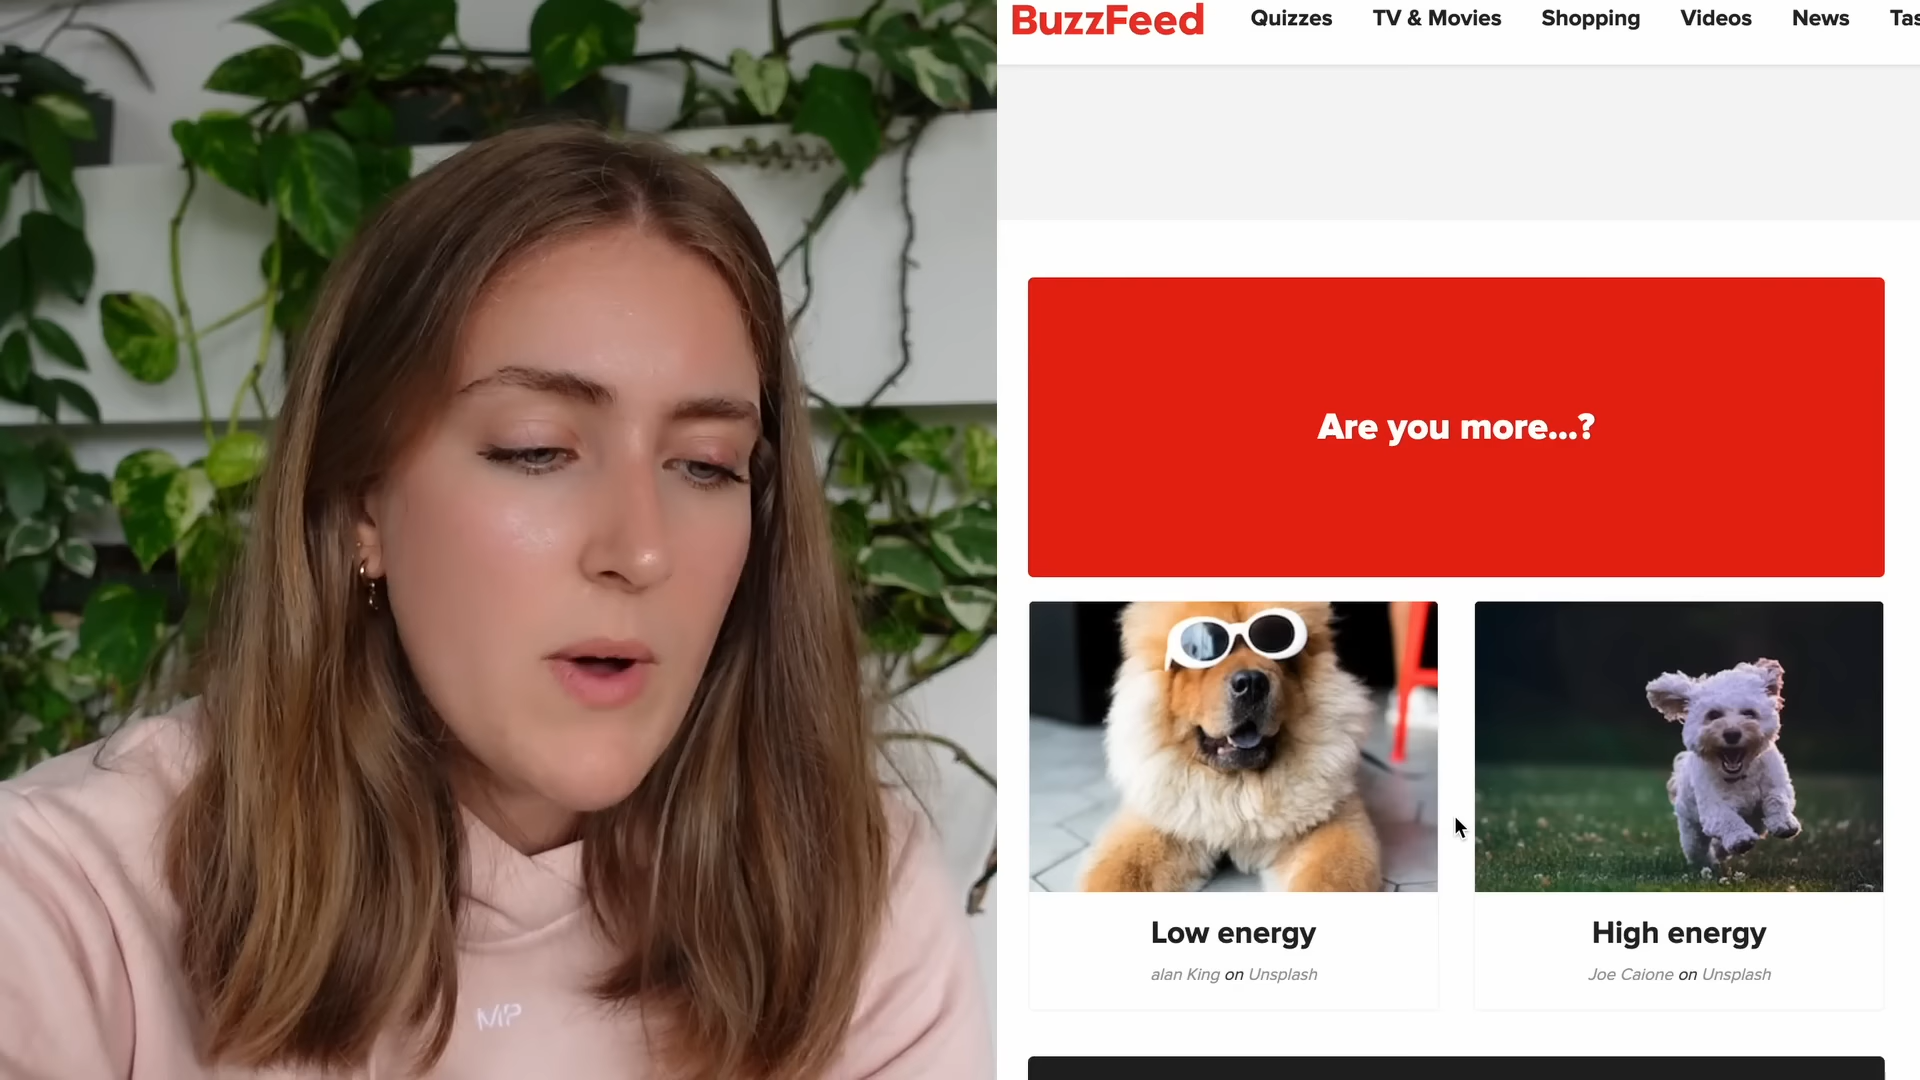 BuzzFeed Quizzes TV & Movies Shopping Videos News Tas
Are you more...?
Low energy
alan King on Unsplash
High energy
Joe Caione on Unsplash
MP